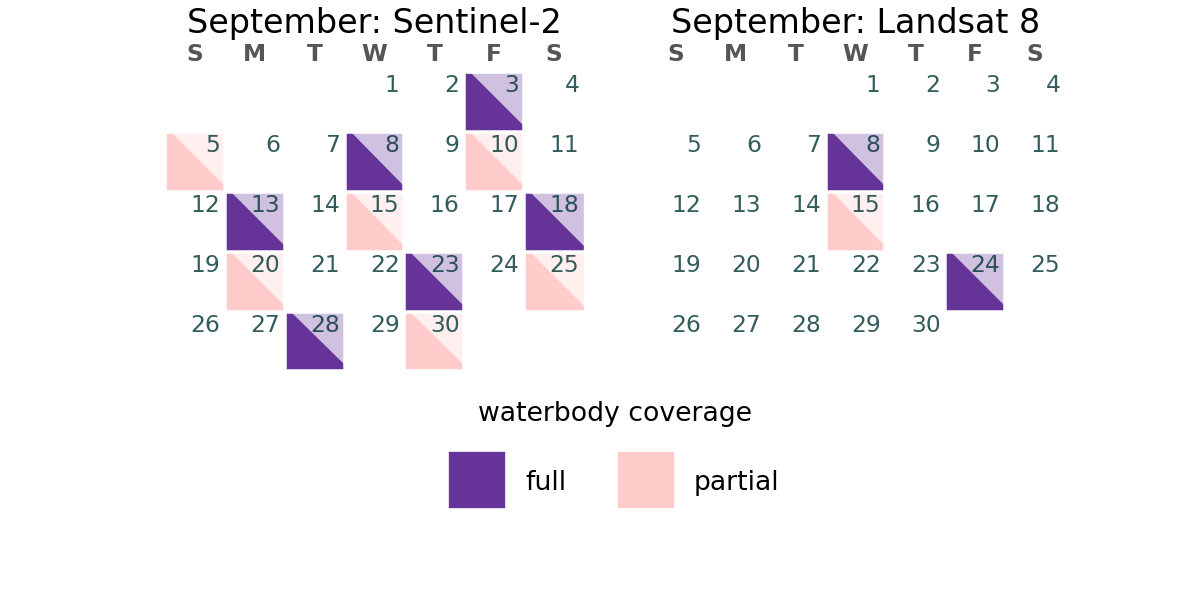 September: Sentinel-2
S M T W T F S
1 2 3 4
5 6 7 8 9 10 11
12 13 14 15 16 17 18
19 20 21 22 23 24 25
26 27 28 29 30
September: Landsat 8
S M T W T F S
1 2 3 4
5 6 7 8 9 10 11
12 13 14 15 16 17 18
19 20 21 22 23 24 25
26 27 28 29 30
waterbody coverage
full partial